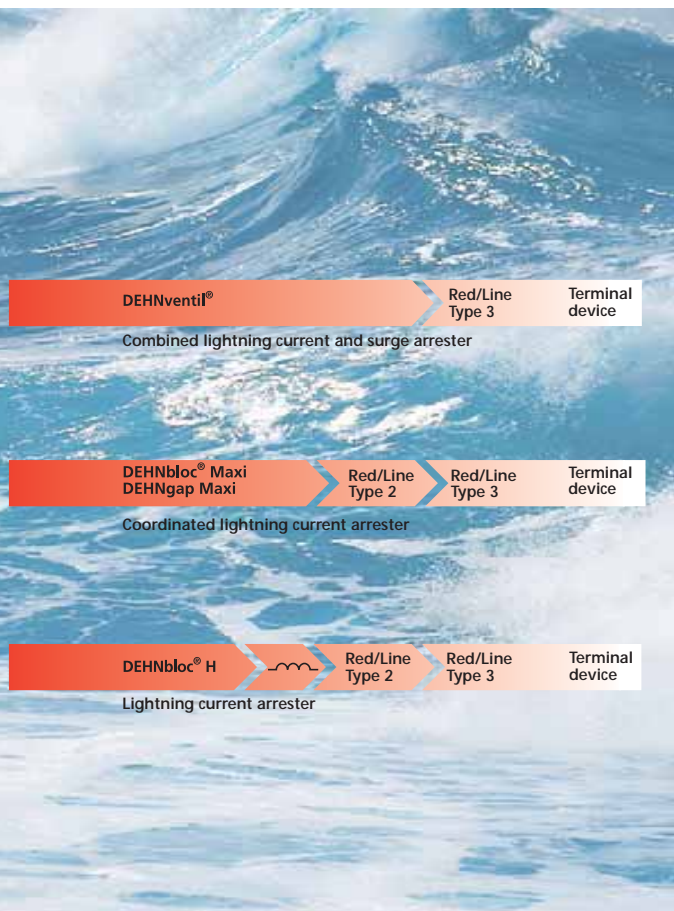 DEHNventil®
Red/Line
Type 3
Terminal
device
Combined lightning current and surge arrester
DEHNbloc® Maxi
DEHNgap Maxi
Red/Line
Type 2
Red/Line
Type 3
Terminal
device
Coordinated lightning current arrester
DEHNbloc® H
Red/Line
Type 2
Red/Line
Type 3
Terminal
device
Lightning current arrester